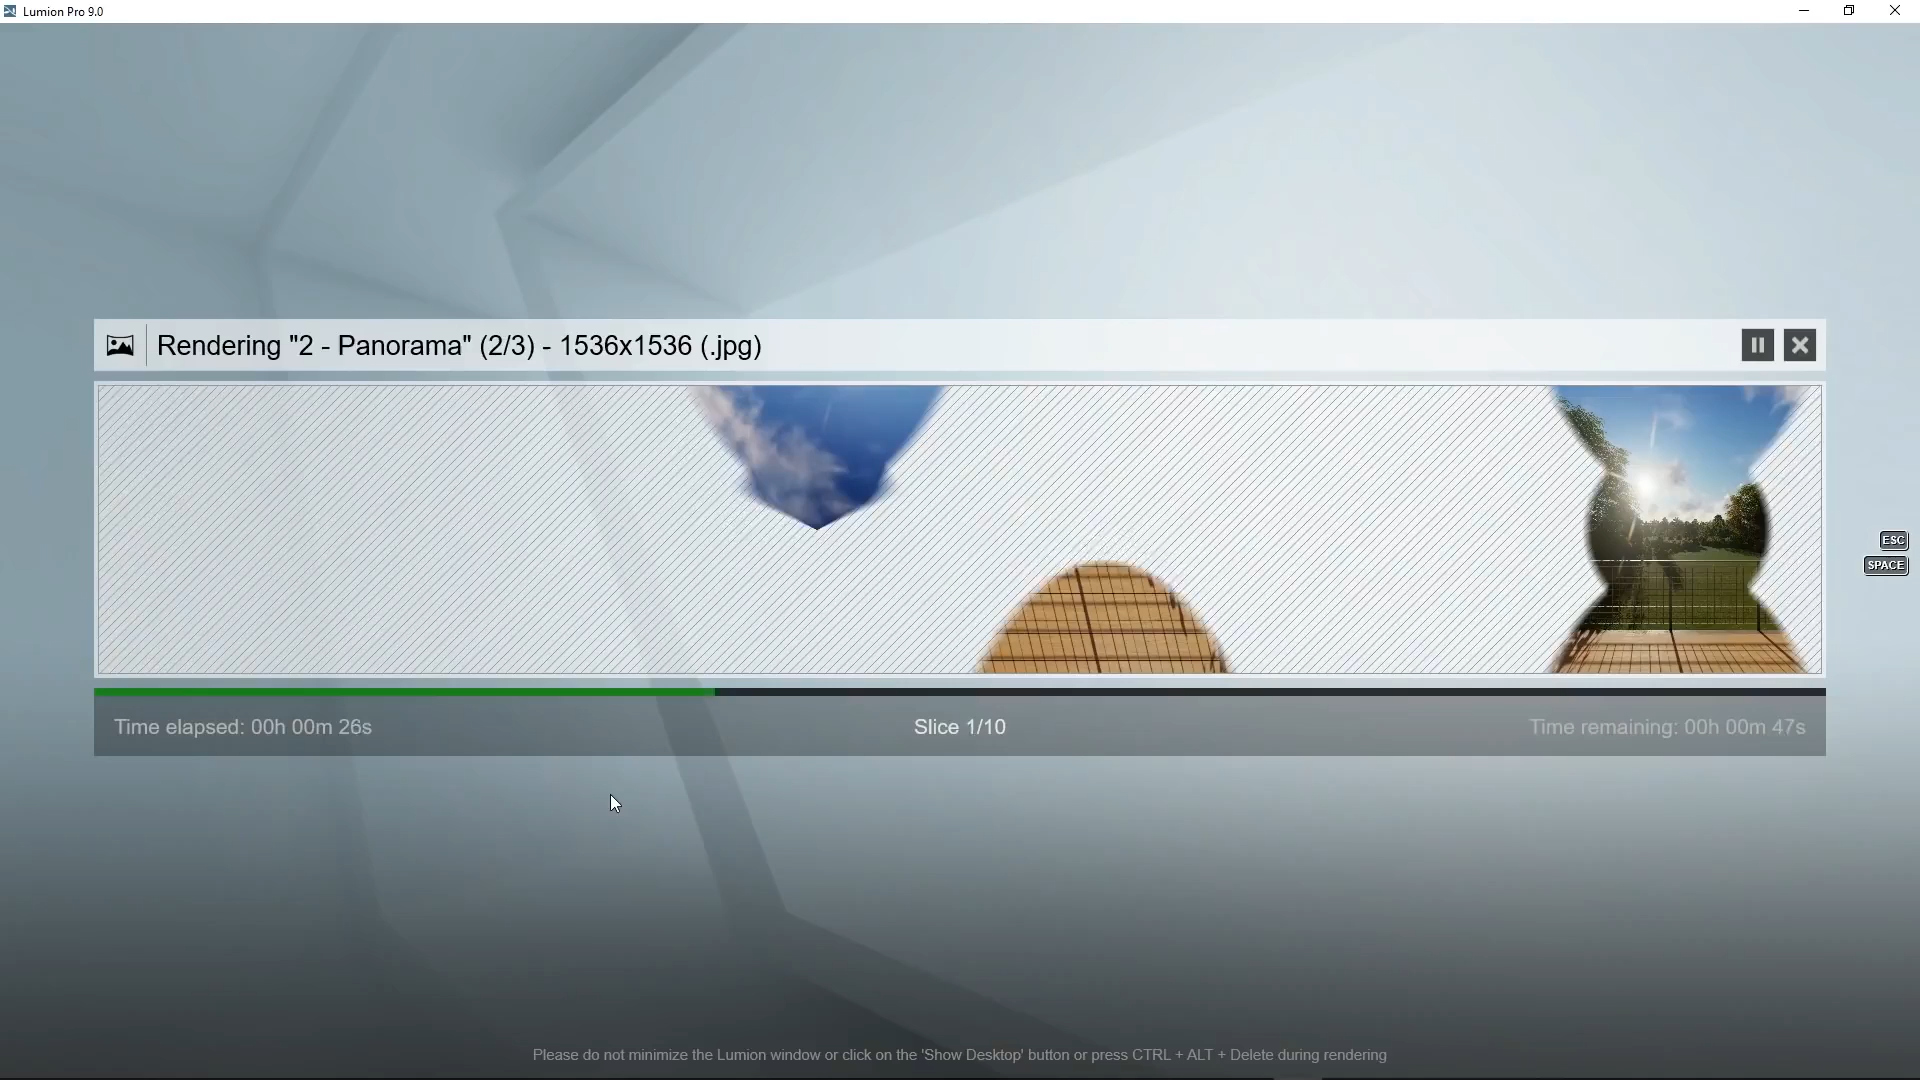 Lumion Pro 9.0
Rendering "2 - Panorama" (2/3) - 1536x1536 (.jpg)
ESC
SPACE
Time elapsed: 00h 00m 26s
Slice 1/10
Time remaining: 00h 00m 47s
Please do not minimize the Lumion window or click on the 'Show Desktop' button or press CTRL + ALT + Delete during rendering